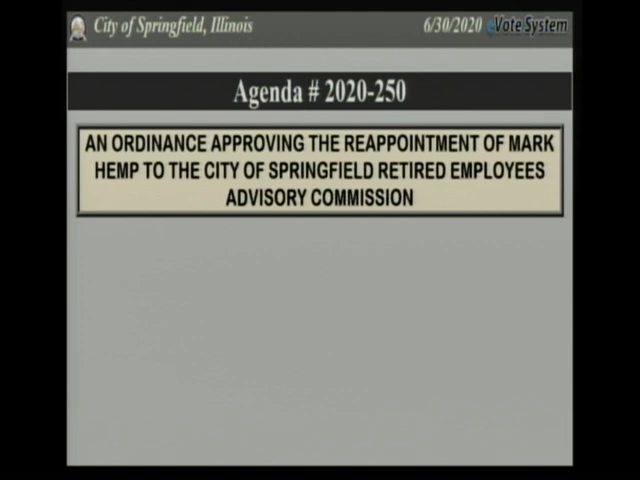 City of Springfield, Illinois
6/30/2020 eVote System
Agenda # 2020-250
AN ORDINANCE APPROVING THE REAPPOINTMENT OF MARK
HEMP TO THE CITY OF SPRINGFIELD RETIRED EMPLOYEES
ADVISORY COMMISSION